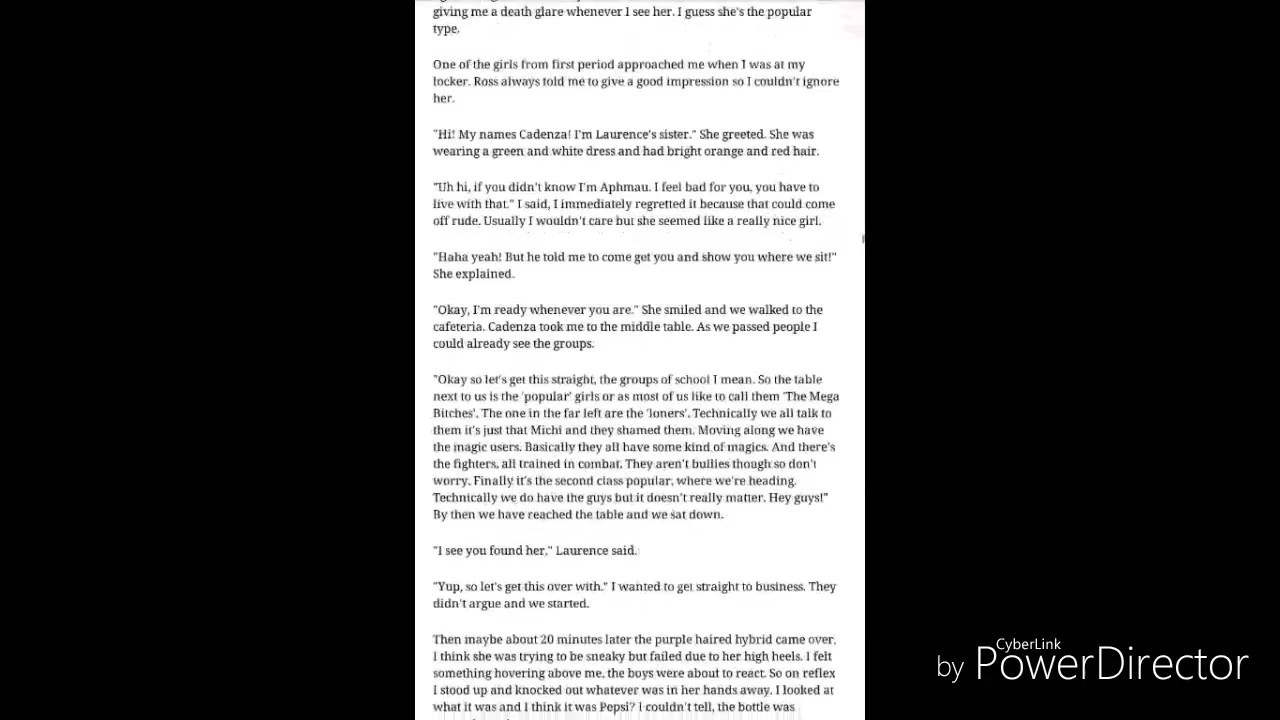 giving me a death glare whenever I see her. I guess she's the popular
type.
One of the girls from first period approached me when I was at my
locker. Ross always told me to give a good impression so I couldn't ignore
her.
"Hi! My names Cadenza! I'm Laurence's sister." She greeted. She was
wearing a green and white dress and had bright orange and red hair.
"Uh hi, if you didn't know I'm Aphmau. I feel bad for you, you have to
live with that." I said, I immediately regretted it because that could come
off rude. Usually I wouldn't care but she seemed like a really nice girl.
"Haha yeah! But he told me to come get you and show you where we sit!"
She explained.
"Okay, I'm ready whenever you are." She smiled and we walked to the
cafeteria. Cadenza took me to the middle table. As we passed people I
could already see the groups.
"Okay so let's get this straight, the groups of school I mean. So the table
next to us is the 'popular' girls or as most of us like to call them 'The Mega
Bitches'. The one in the far left are the 'loners'. Technically we all talk to
them it's just that Michi and they shamed them. Moving along we have
the magic users. Basically they all have some kind of magics. And there's
the fighters, all trained in combat. They aren't bullies though so don't
worry. Finally it's the second class popular, where we're heading.
Technically we do have the guys but it doesn't really matter. Hey guys!"
By then we have reached the table and we sat down.
"I see you found her," Laurence said.
"Yup, so let's get this over with." I wanted to get straight to business. They
didn't argue and we started.
Then maybe about 20 minutes later the purple haired hybrid came over.
I think she was trying to be sneaky but failed due to her high heels. I felt
something hovering above me, the boys were about to react. So on reflex
I stood up and knocked out whatever was in her hands away. I looked at
what it was and I think it was Pepsi? I couldn't tell, the bottle was
CyberLink
by PowerDirector